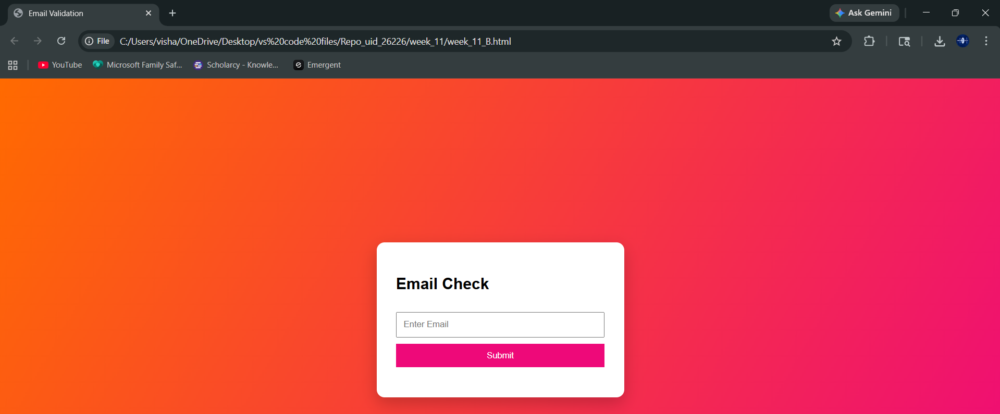 Email Validation
Ask Gemini
File
C:/Users/visha/OneDrive/Desktop/vs%20code%20files/Repo_uid_26226/week_11/week_11_B.html
YouTube
Microsoft Family Saf...
Scholarcy - Knowle...
Emergent
Email Check
Enter Email
Submit